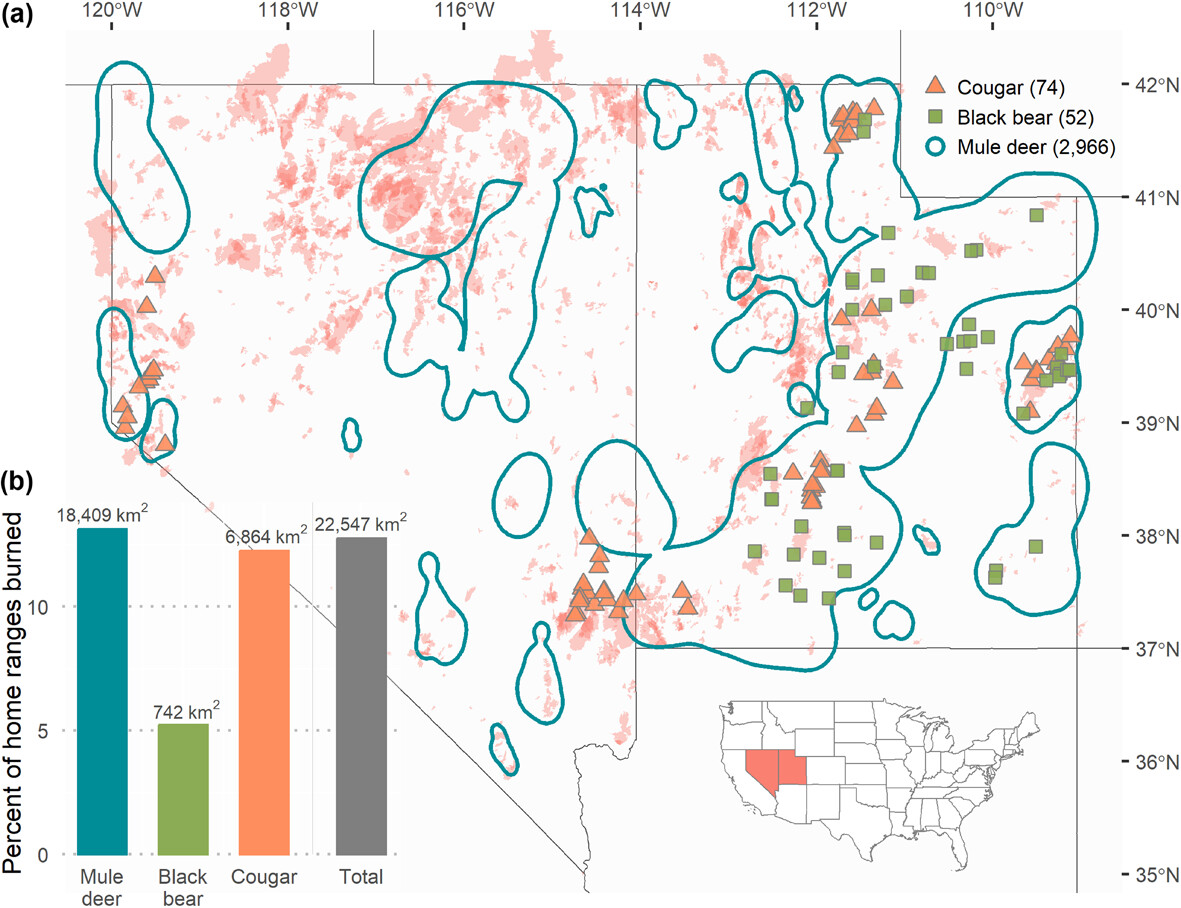 (a)
120°W 118°W 116°W 114°W 112°W 110°W
42°N
41°N
40°N
39°N
38°N
37°N
36°N
35°N
Cougar (74)
Black bear (52)
Mule deer (2,966)
(b)
Percent of home ranges burned
10
5
0
18,409 km²
742 km²
6,864 km²
22,547 km²
Mule
deer
Black
bear
Cougar
Total